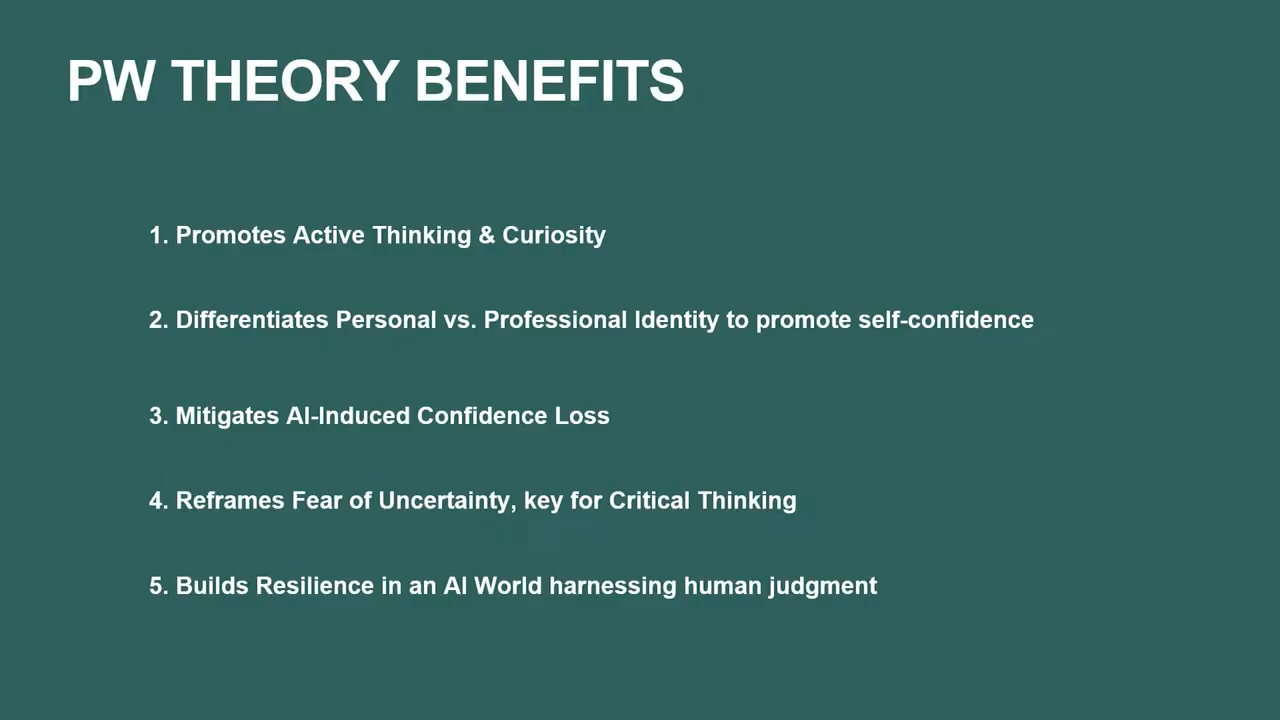 PW THEORY BENEFITS
1. Promotes Active Thinking & Curiosity
2. Differentiates Personal vs. Professional Identity to promote self-confidence
3. Mitigates AI-Induced Confidence Loss
4. Reframes Fear of Uncertainty, key for Critical Thinking
5. Builds Resilience in an AI World harnessing human judgment